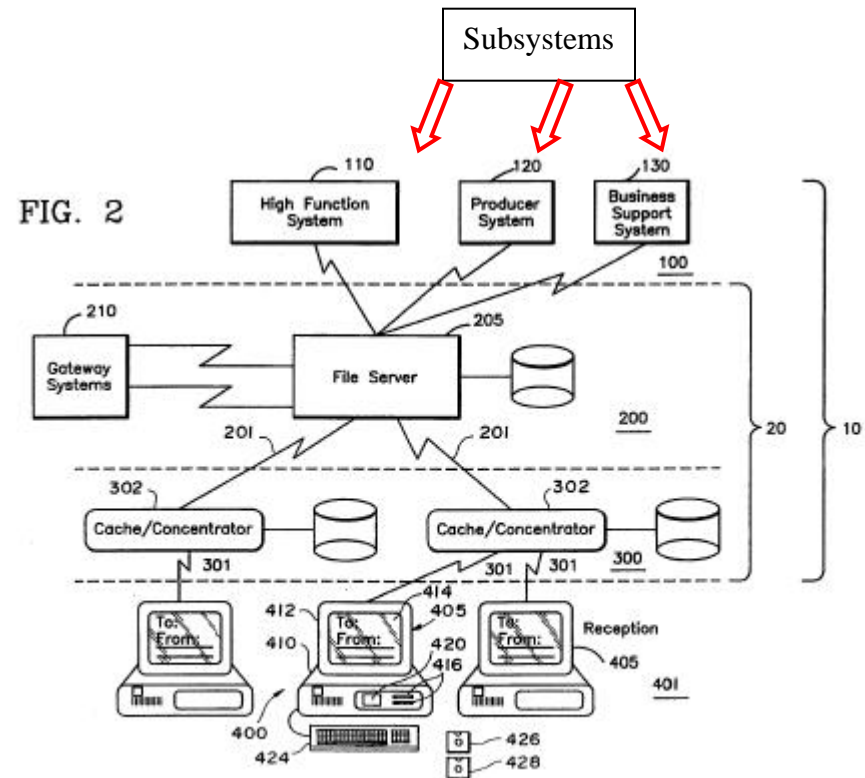 Subsystems
110
120
130
FIG. 2
High Function
System
Producer
System
Business
Support
System
100
210
205
Gateway
Systems
File Server
201
201
200
20
10
302
302
Cache/Concentrator
Cache/Concentrator
301
301
301
300
412
414
405
410
420
416
To:
From:
To:
From:
To:
From:
Reception
405
401
400
424
426
428